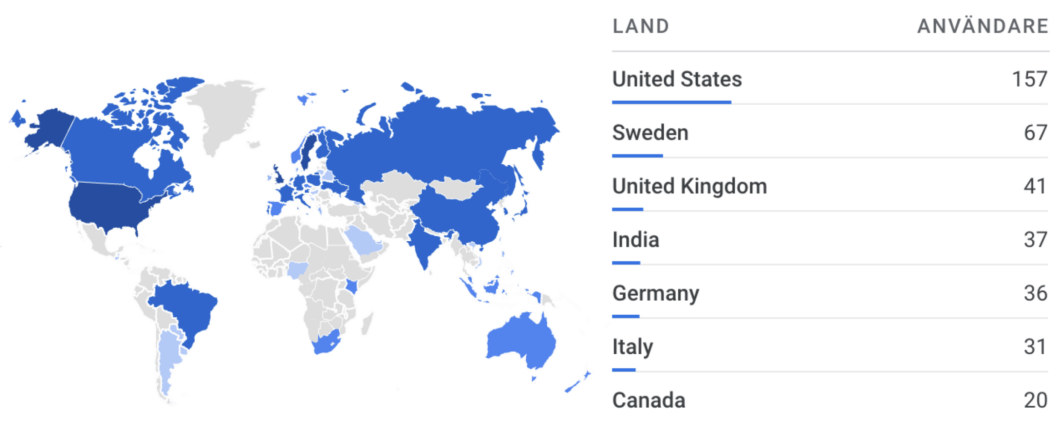 LAND ANVÄNDARE
United States 157
Sweden 67
United Kingdom 41
India 37
Germany 36
Italy 31
Canada 20